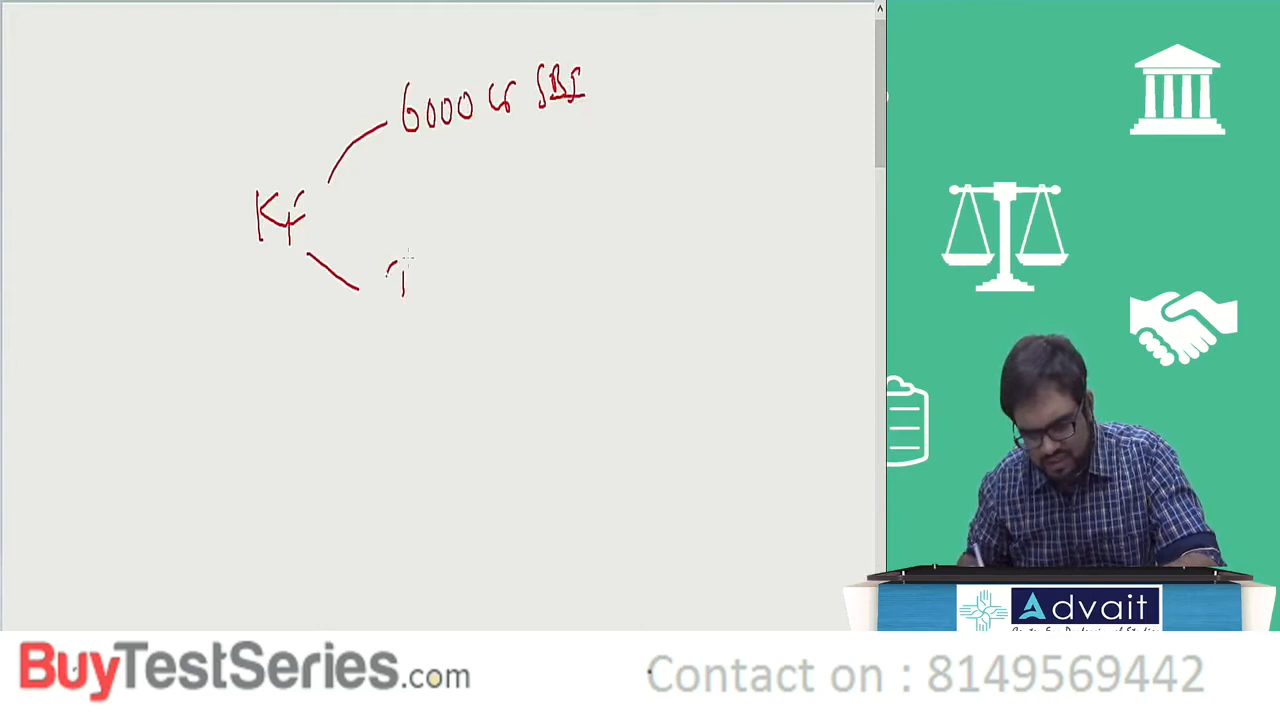 6000 cr SBI
KF
Advait
BuyTestSeries.com
Contact on : 8149569442